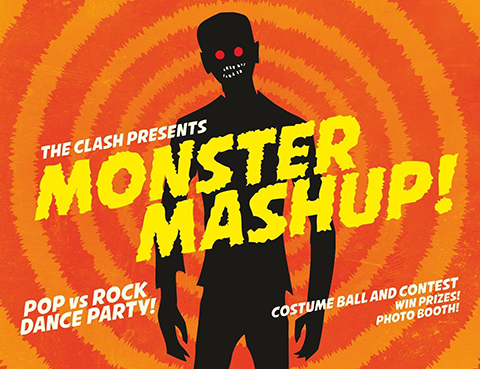 THE CLASH PRESENTS
MONSTER
MASHUP!
POP vs ROCK
DANCE PARTY!
COSTUME BALL AND CONTEST
WIN PRIZES!
PHOTO BOOTH!